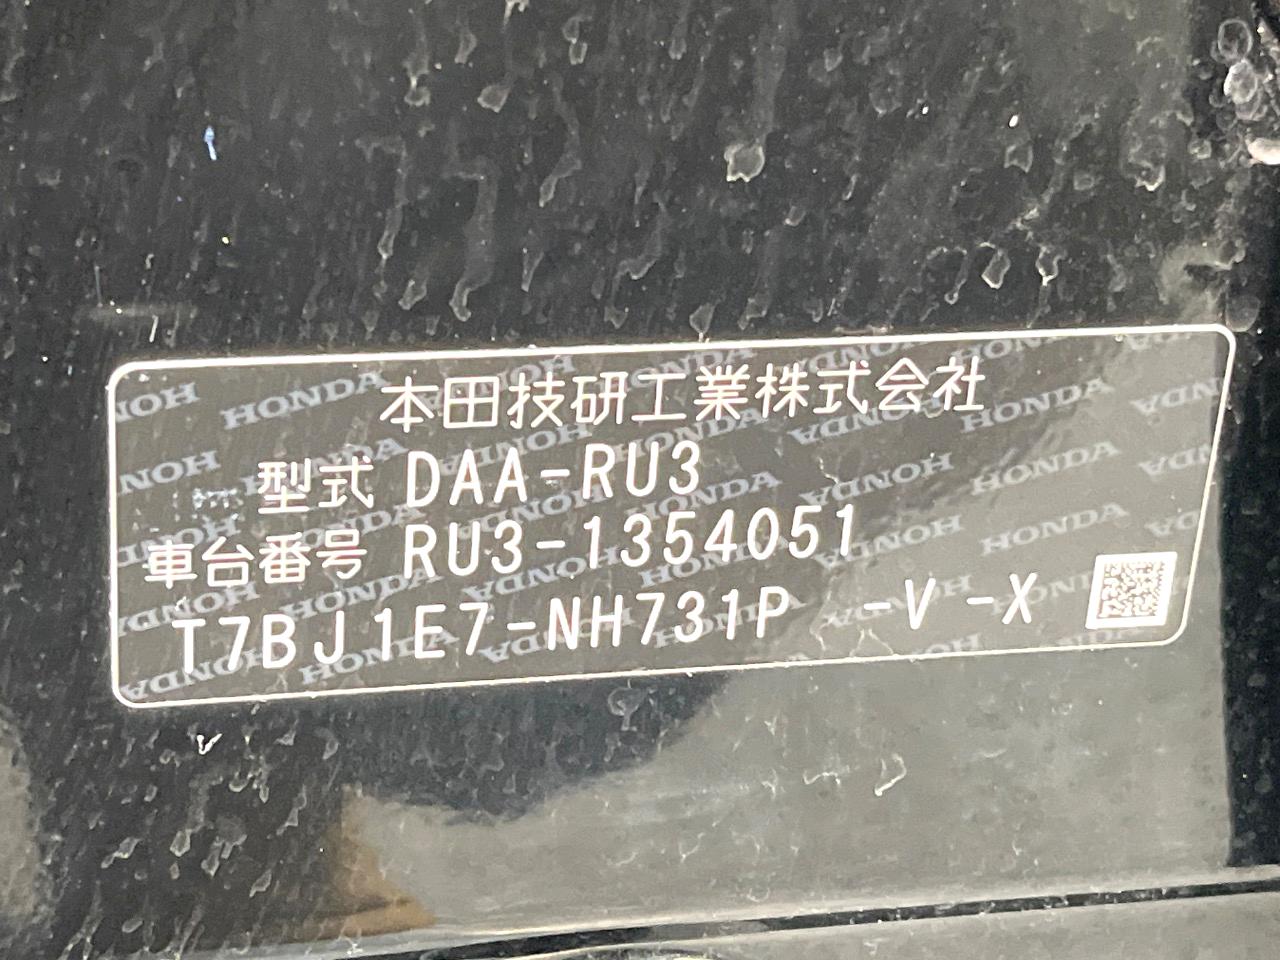 本田技研工業株式会社
型式 DAA-RU3
車台番号 RU3-1354051
T7BJ1E7-NH731P -V -X